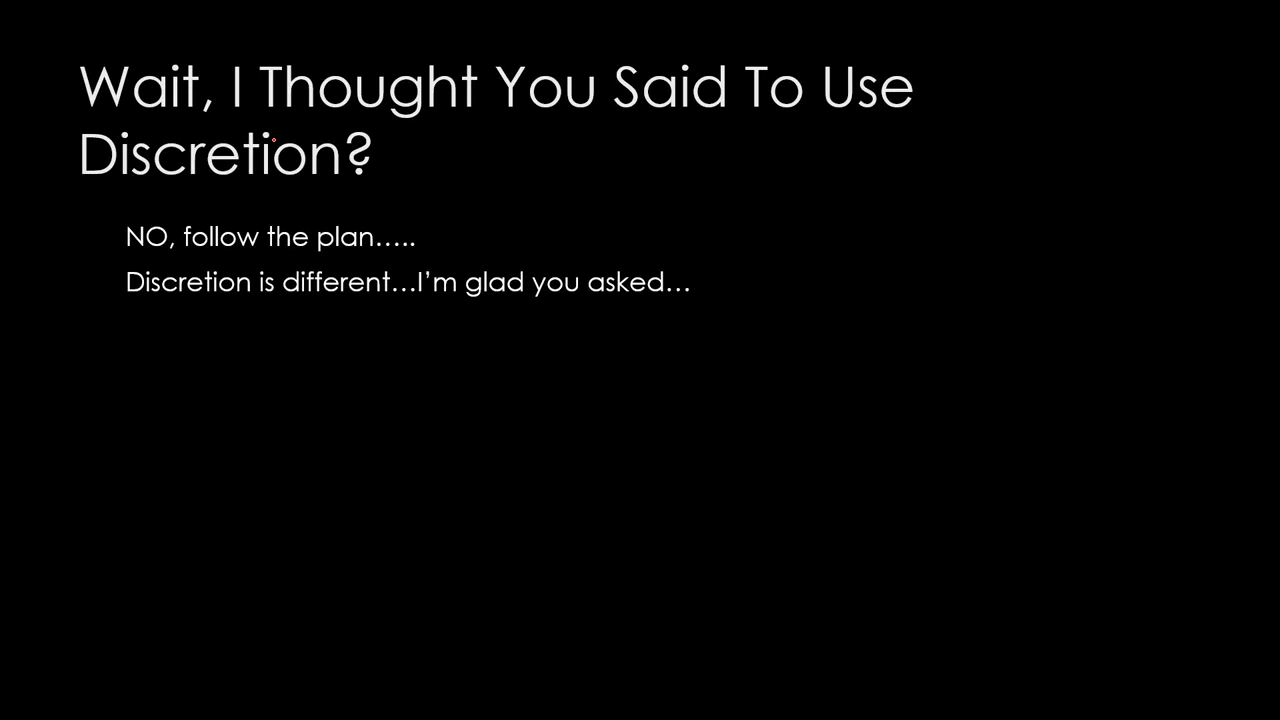 Wait, I Thought You Said To Use
Discretion?
NO, follow the plan…..
Discretion is different…I’m glad you asked…